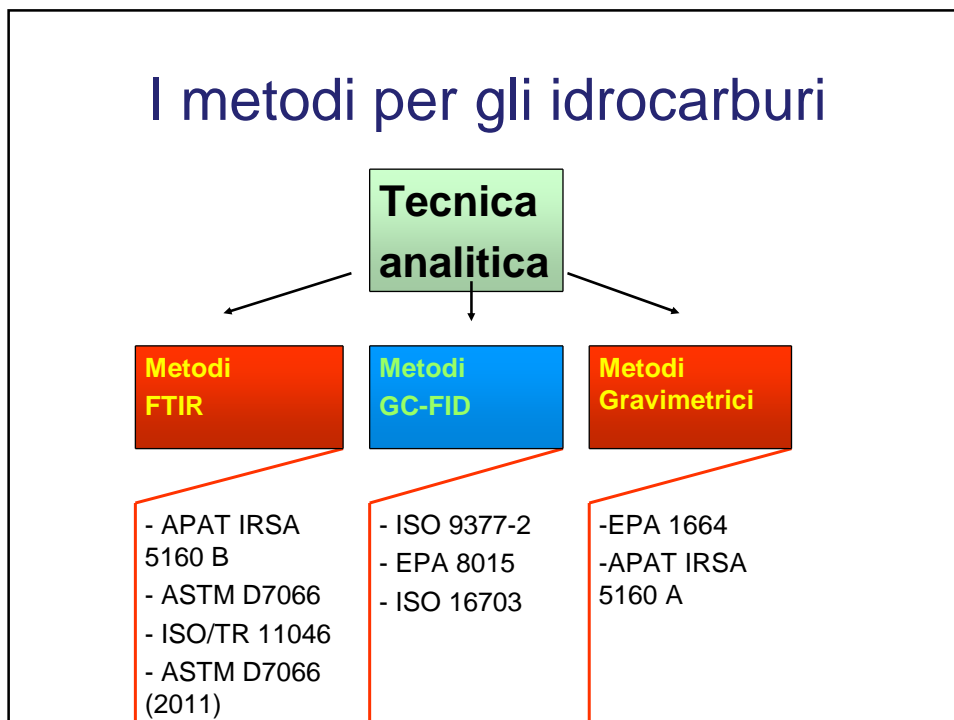 I metodi per gli idrocarburi
Tecnica
analitica
Metodi
FTIR
Metodi
GC-FID
Metodi
Gravimetrici
- APAT IRSA
5160 B
- ASTM D7066
- ISO/TR 11046
- ASTM D7066
(2011)
- ISO 9377-2
- EPA 8015
- ISO 16703
-EPA 1664
-APAT IRSA
5160 A